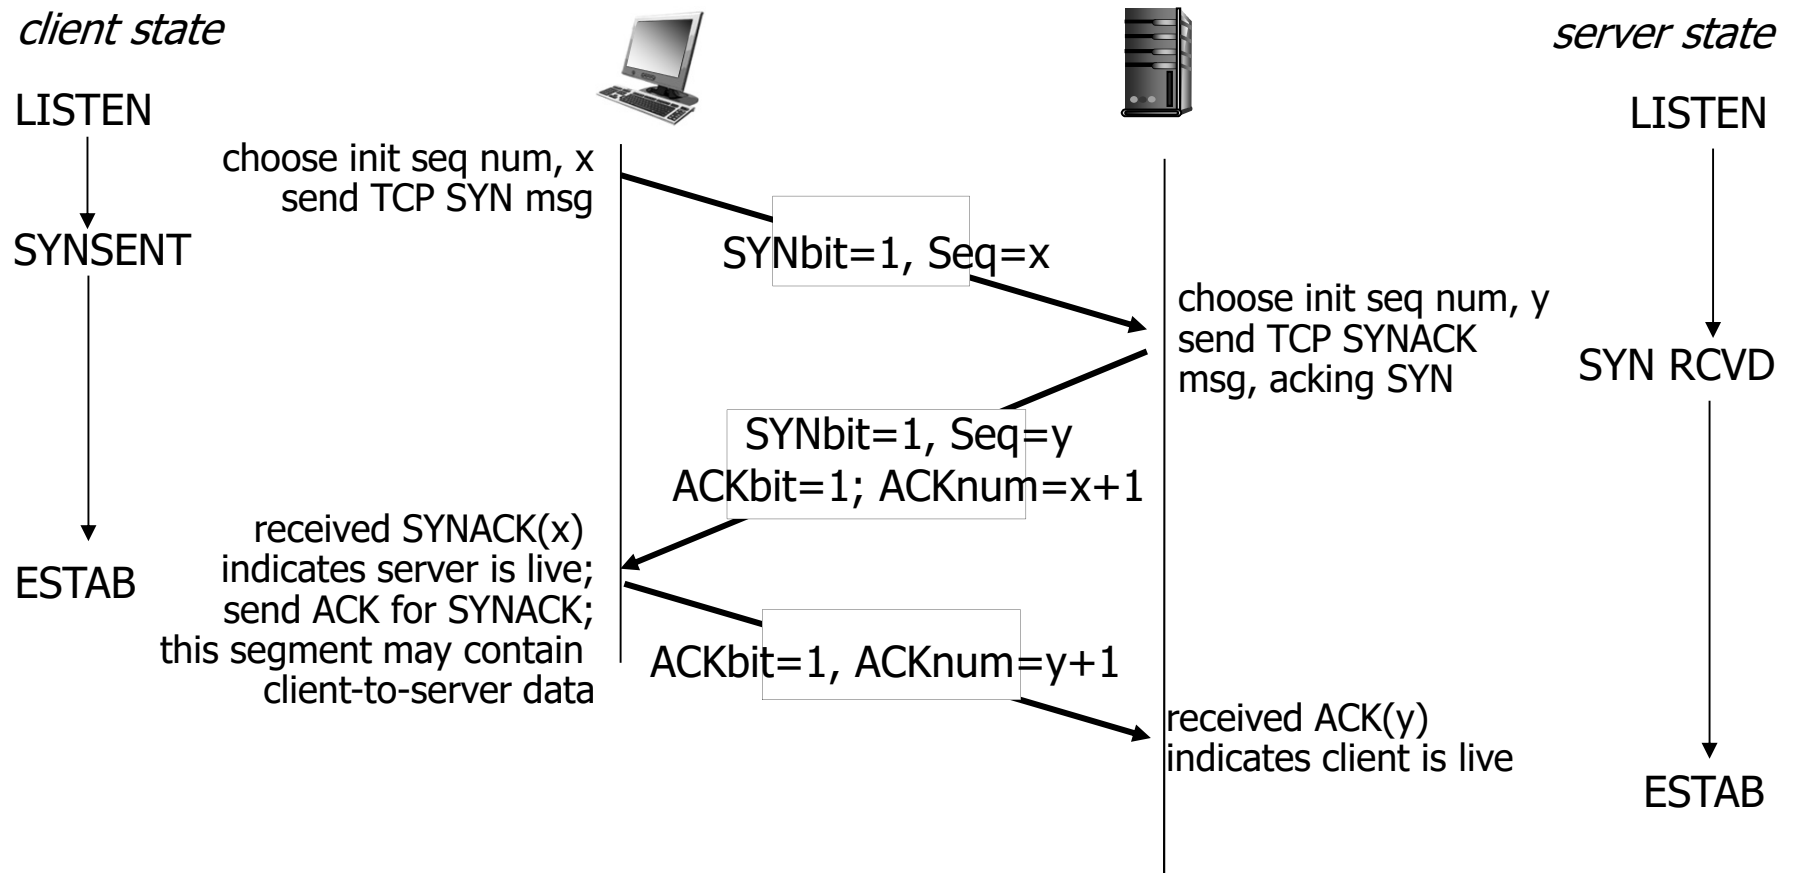 client state
server state
LISTEN
LISTEN
choose init seq num, x
send TCP SYN msg
SYNSENT
SYNbit=1, Seq=x
choose init seq num, y
send TCP SYNACK
msg, acking SYN
SYN RCVD
SYNbit=1, Seq=y
ACKbit=1; ACKnum=x+1
received SYNACK(x)
indicates server is live;
send ACK for SYNACK;
this segment may contain
client-to-server data
ESTAB
ACKbit=1, ACKnum=y+1
received ACK(y)
indicates client is live
ESTAB